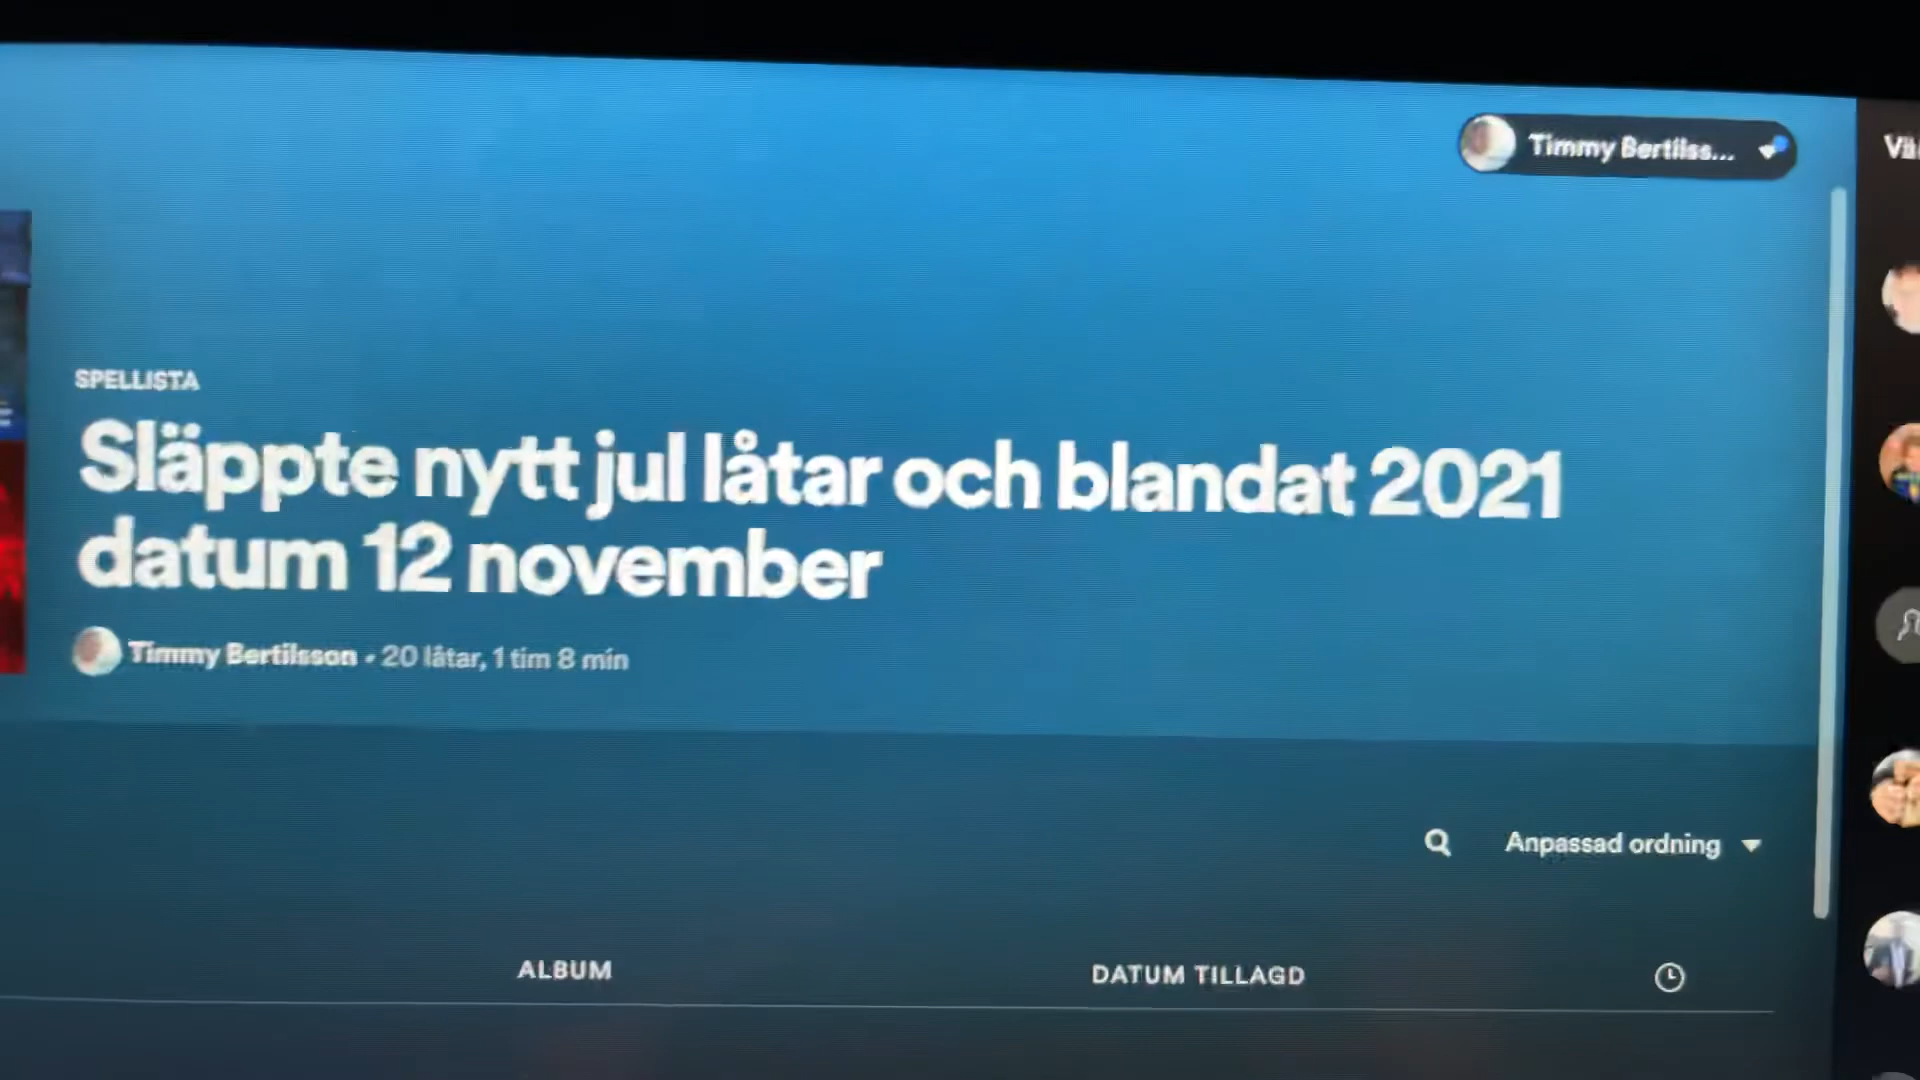 Timmy Bertilss...
SPELLISTA
Släppte nytt jul låtar och blandat 2021
datum 12 november
Timmy Bertilsson • 20 låtar, 1 tim 8 min
Anpassad ordning
ALBUM DATUM TILLAGD